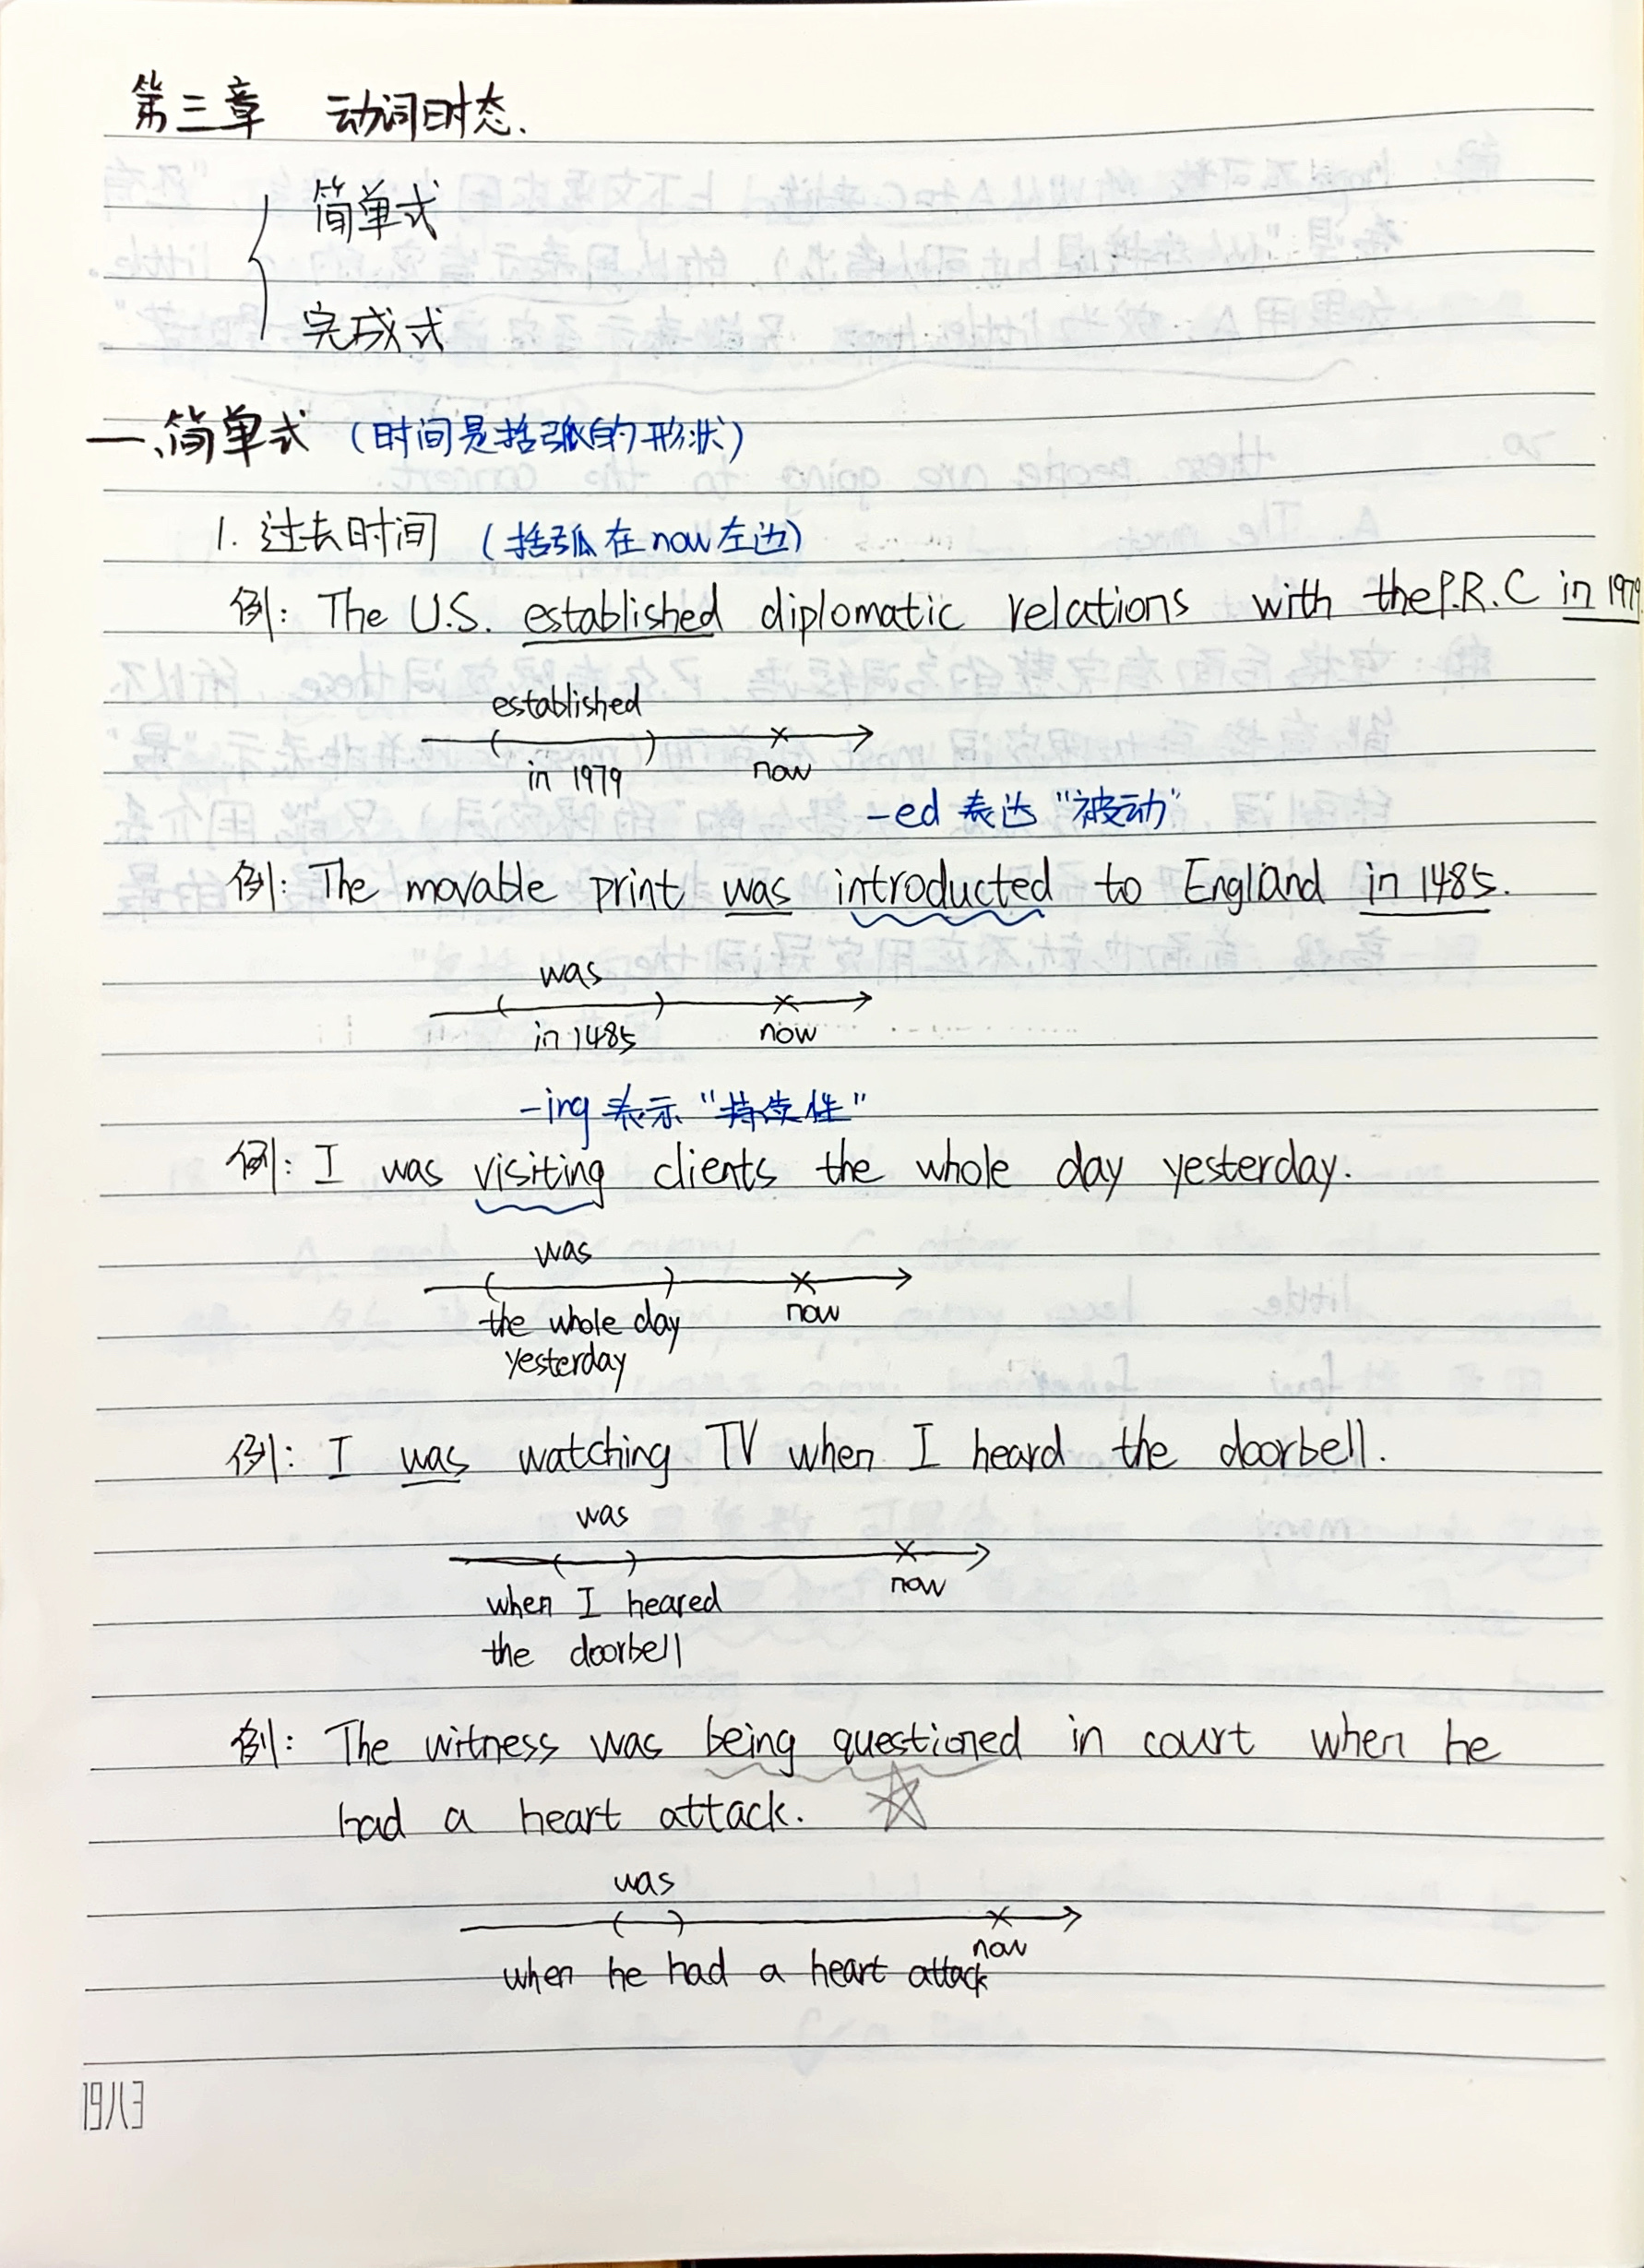 第三章 动词时态.
简单式
完成式
一、简单式 (时间是括弧的形状)
1. 过去时间 (括弧在now左边)
例: The U.S. established diplomatic relations with the P.R.C in 1979
established
in 1979 now
-ed 表达 "被动"
例: The movable print was introducted to England in 1485.
was
in 1485 now
-ing 表示 "持续性"
例: I was visiting clients the whole day yesterday.
was
the whole day now
yesterday
例: I was watching TV when I heard the doorbell.
was
when I heared now
the doorbell
例: The witness was being questioned in court when he
had a heart attack.
was
now
when he had a heart attack